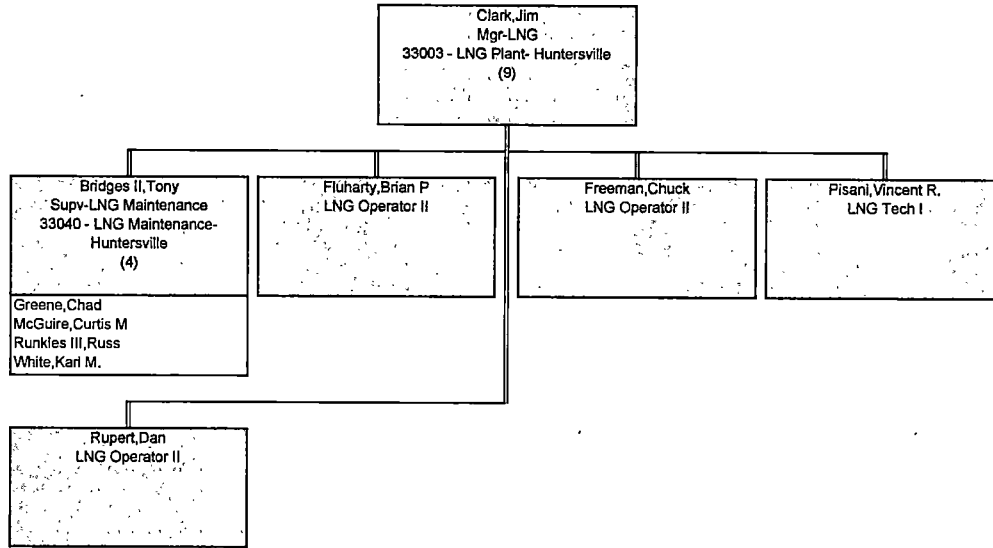 Clark,Jim
Mgr-LNG
33003 - LNG Plant- Huntersville
(9)
Bridges II,Tony
Supv-LNG Maintenance
33040 - LNG Maintenance-
Huntersville
(4)
Greene,Chad
McGuire,Curtis M
Runkles III,Russ
White,Karl M.
Fluharty,Brian P
LNG Operator II
Freeman,Chuck
LNG Operator II
Pisani,Vincent R.
LNG Tech I
Rupert,Dan
LNG Operator II